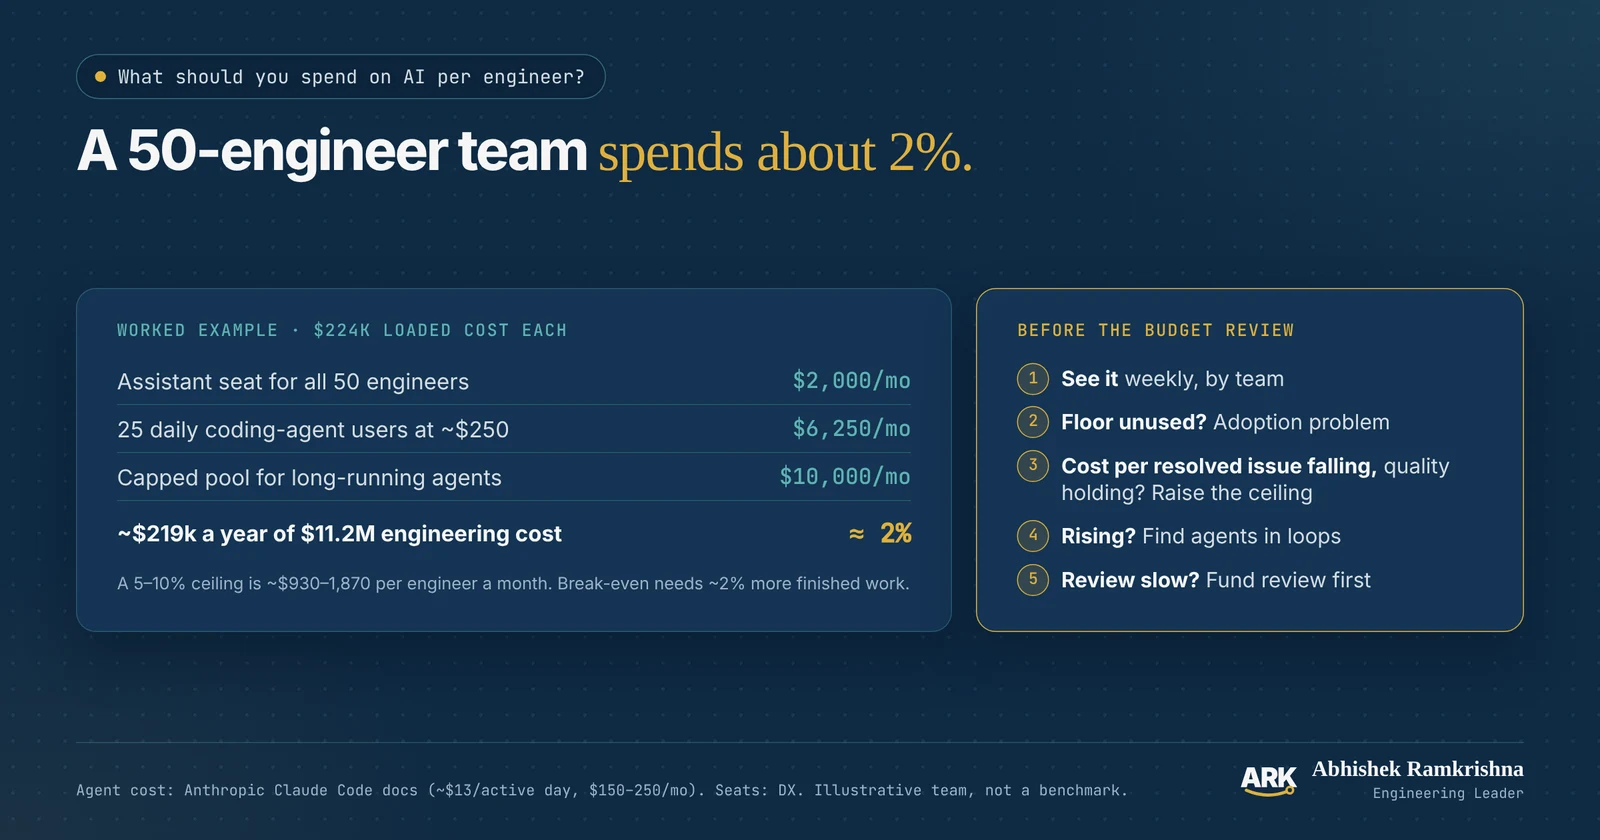 What should you spend on AI per engineer?
A 50-engineer team spends about 2%.
WORKED EXAMPLE · $224K LOADED COST EACH
Assistant seat for all 50 engineers $2,000/mo
25 daily coding-agent users at ~$250 $6,250/mo
Capped pool for long-running agents $10,000/mo
~$219k a year of $11.2M engineering cost ≈ 2%
A 5–10% ceiling is ~$930–1,870 per engineer a month. Break-even needs ~2% more finished work.
BEFORE THE BUDGET REVIEW
1 See it weekly, by team
2 Floor unused? Adoption problem
3 Cost per resolved issue falling, quality
holding? Raise the ceiling
4 Rising? Find agents in loops
5 Review slow? Fund review first
Agent cost: Anthropic Claude Code docs (~$13/active day, $150–250/mo). Seats: DX. Illustrative team, not a benchmark.
ARK
Abhishek Ramkrishna
Engineering Leader